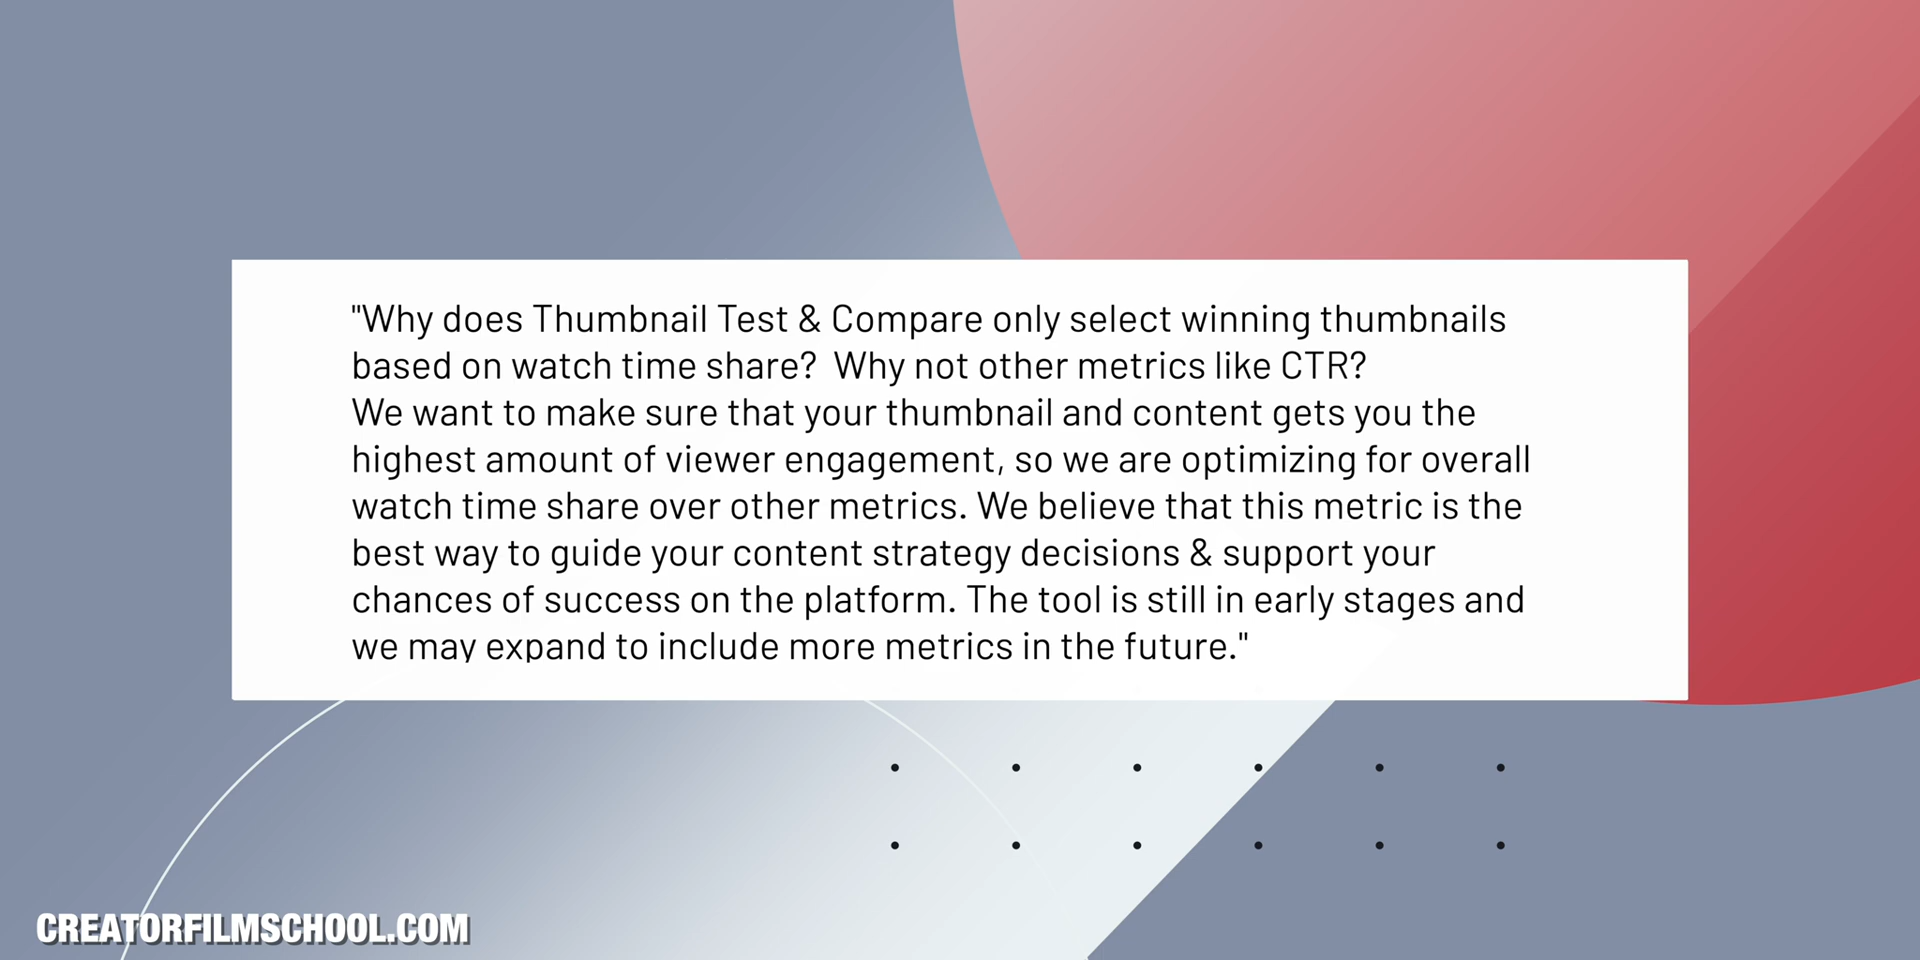 "Why does Thumbnail Test & Compare only select winning thumbnails
based on watch time share?  Why not other metrics like CTR?
We want to make sure that your thumbnail and content gets you the
highest amount of viewer engagement, so we are optimizing for overall
watch time share over other metrics. We believe that this metric is the
best way to guide your content strategy decisions & support your
chances of success on the platform. The tool is still in early stages and
we may expand to include more metrics in the future."
CREATORFILMSCHOOL.COM